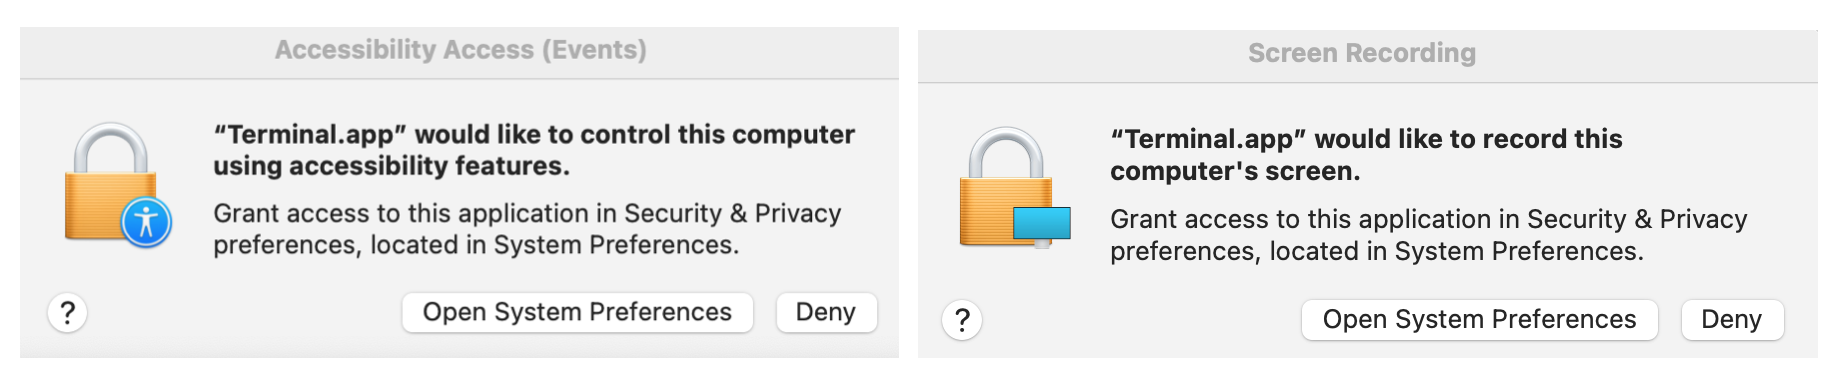 Accessibility Access (Events)
“Terminal.app” would like to control this computer
using accessibility features.
Grant access to this application in Security & Privacy
preferences, located in System Preferences.
?
Open System Preferences
Deny
Screen Recording
“Terminal.app” would like to record this
computer's screen.
Grant access to this application in Security & Privacy
preferences, located in System Preferences.
?
Open System Preferences
Deny